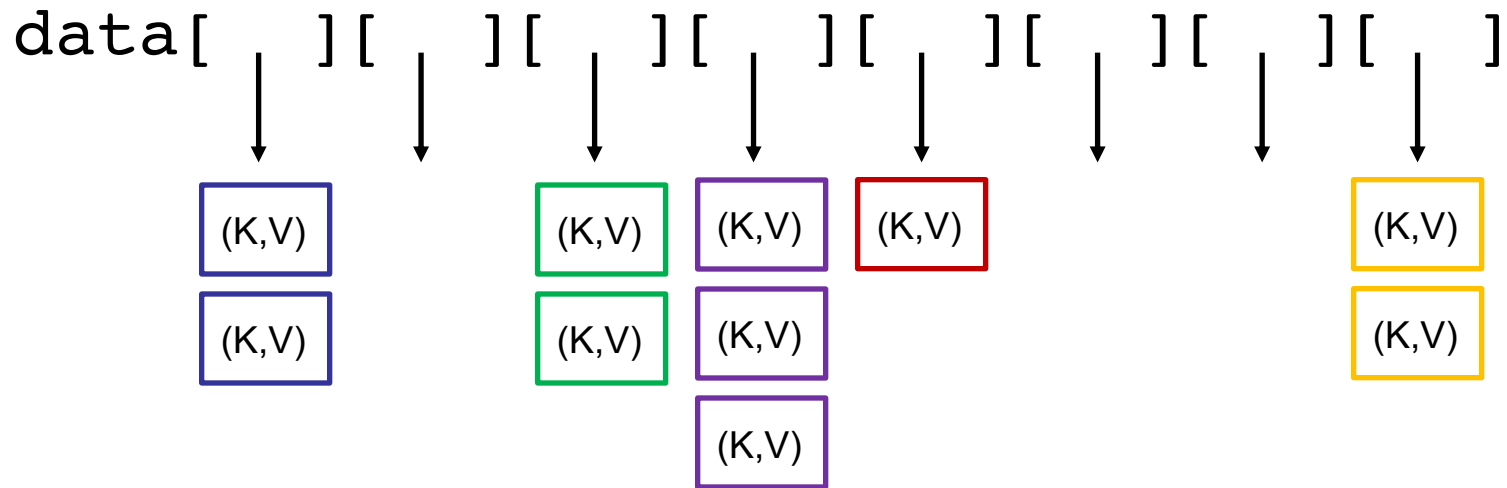 data[ ][ ][ ][ ][ ][ ][ ][ ]
(K,V) (K,V) (K,V) (K,V) (K,V)
(K,V) (K,V) (K,V) (K,V)
(K,V)